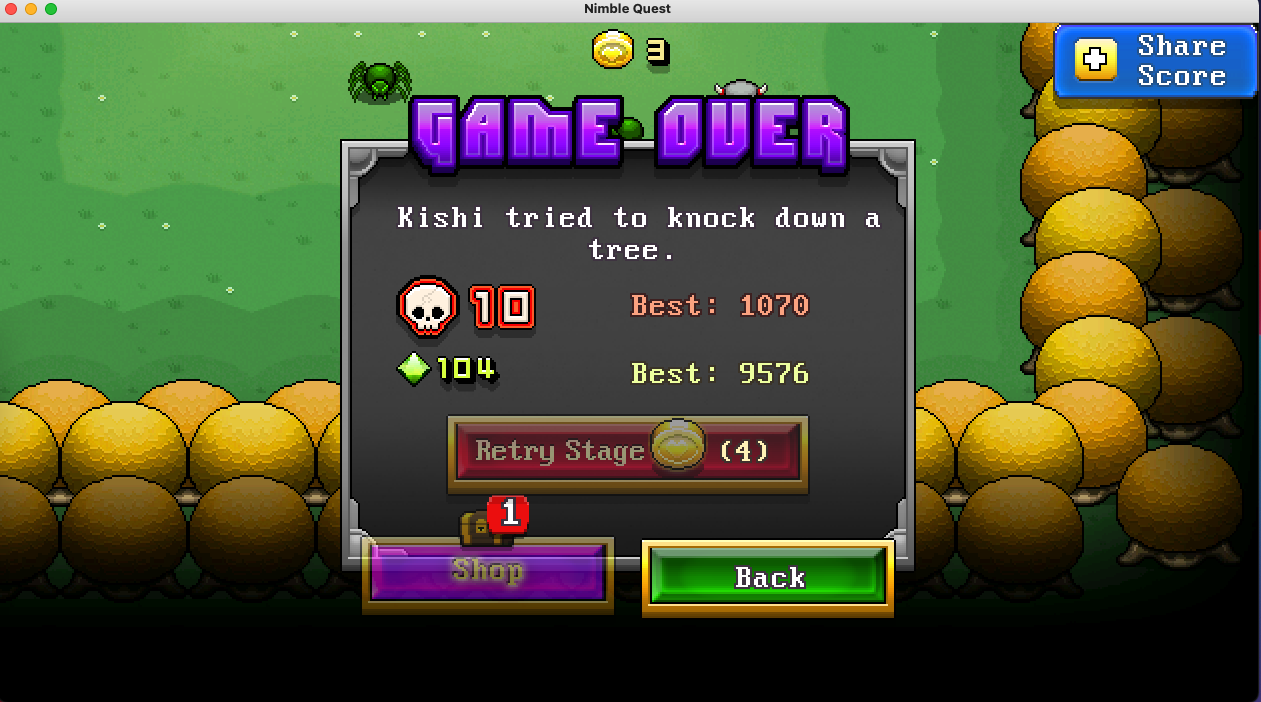 Nimble Quest
3
Share
Score
GAME OVER
Kishi tried to knock down a
tree.
10
Best: 1070
104
Best: 9576
Retry Stage (4)
1
Shop
Back